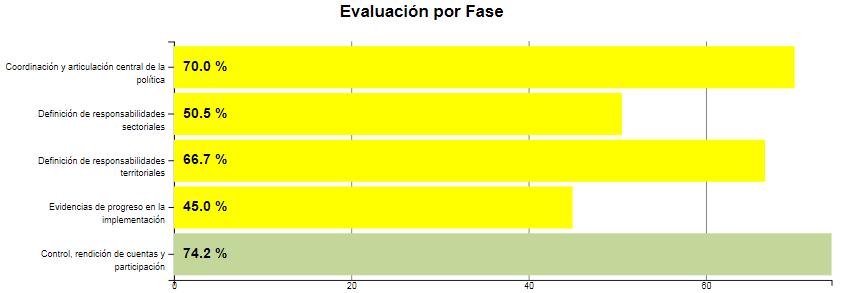 Evaluación por Fase
Coordinación y articulación central de la
política
70.0 %
Definición de responsabilidades
sectoriales
50.5 %
Definición de responsabilidades
territoriales
66.7 %
Evidencias de progreso en la
implementación
45.0 %
Control, rendición de cuentas y
participación
74.2 %
0 20 40 60